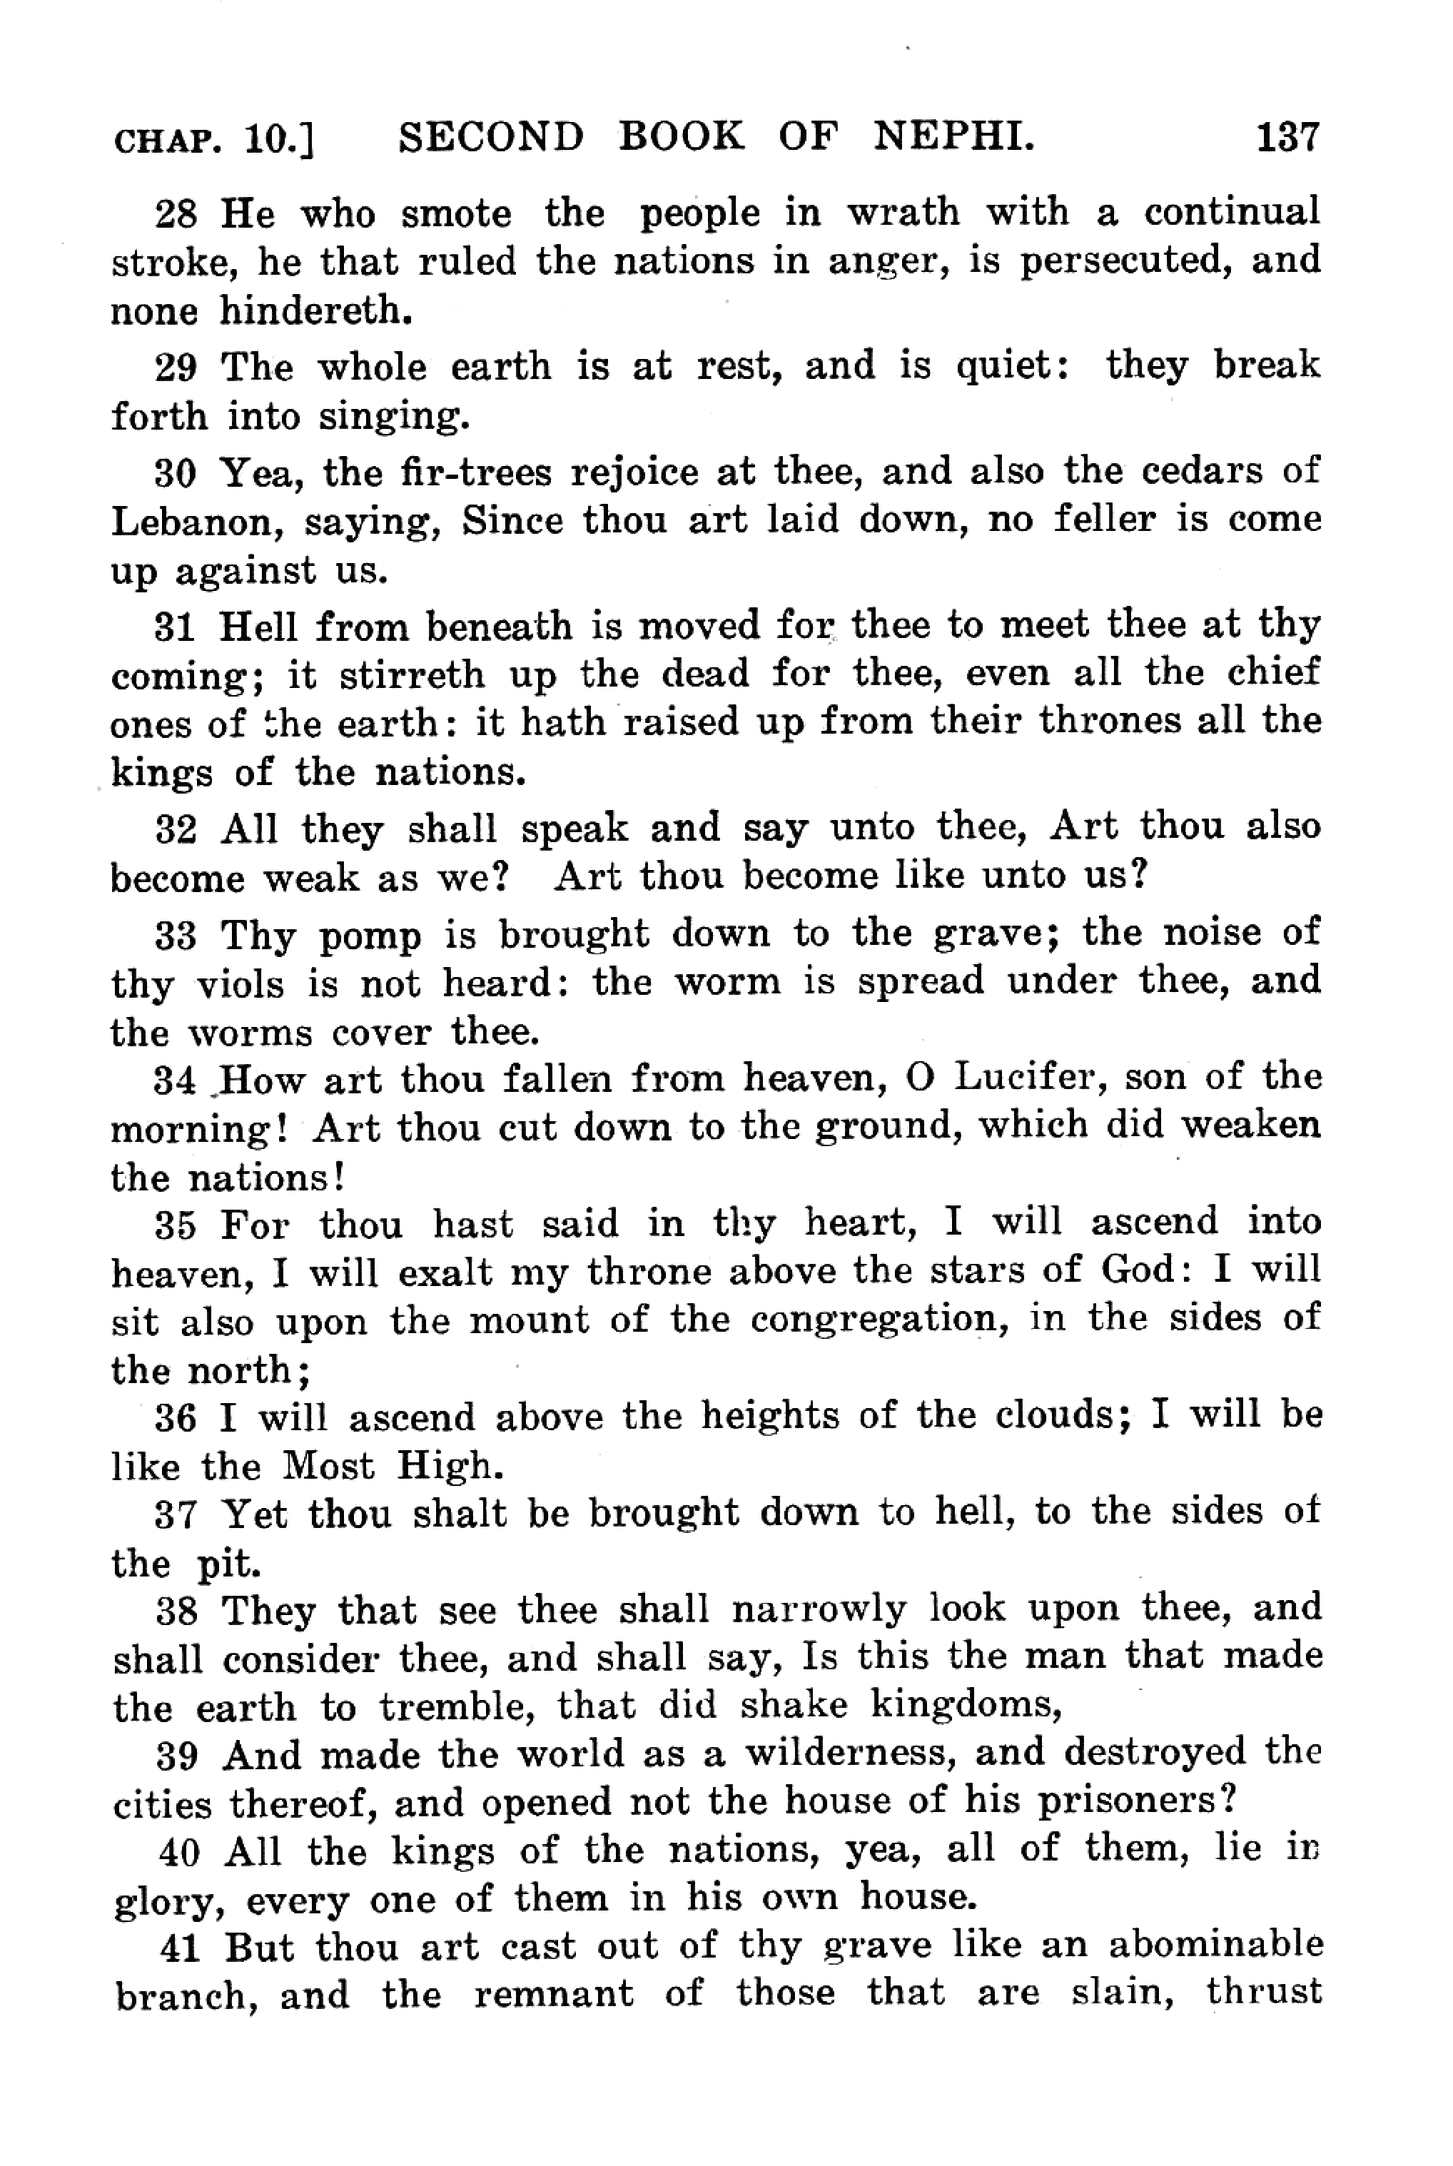 CHAP. 10.] SECOND BOOK OF NEPHI. 137
28 He who smote the people in wrath with a continual
stroke, he that ruled the nations in anger, is persecuted, and
none hindereth.
29 The whole earth is at rest, and is quiet: they break
forth into singing.
30 Yea, the fir-trees rejoice at thee, and also the cedars of
Lebanon, saying, Since thou art laid down, no feller is come
up against us.
31 Hell from beneath is moved for thee to meet thee at thy
coming; it stirreth up the dead for thee, even all the chief
ones of the earth: it hath raised up from their thrones all the
kings of the nations.
32 All they shall speak and say unto thee, Art thou also
become weak as we? Art thou become like unto us?
33 Thy pomp is brought down to the grave; the noise of
thy viols is not heard: the worm is spread under thee, and
the worms cover thee.
34 How art thou fallen from heaven, O Lucifer, son of the
morning! Art thou cut down to the ground, which did weaken
the nations!
35 For thou hast said in thy heart, I will ascend into
heaven, I will exalt my throne above the stars of God: I will
sit also upon the mount of the congregation, in the sides of
the north;
36 I will ascend above the heights of the clouds; I will be
like the Most High.
37 Yet thou shalt be brought down to hell, to the sides of
the pit.
38 They that see thee shall narrowly look upon thee, and
shall consider thee, and shall say, Is this the man that made
the earth to tremble, that did shake kingdoms,
39 And made the world as a wilderness, and destroyed the
cities thereof, and opened not the house of his prisoners?
40 All the kings of the nations, yea, all of them, lie in
glory, every one of them in his own house.
41 But thou art cast out of thy grave like an abominable
branch, and the remnant of those that are slain, thrust